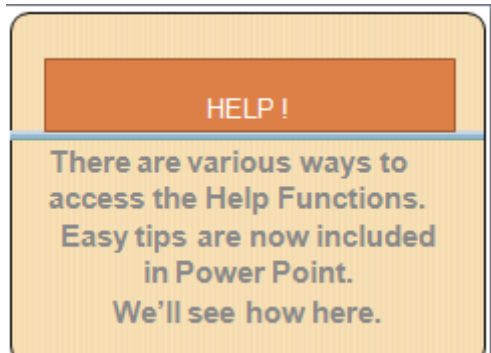 HELP !
There are various ways to
access the Help Functions.
Easy tips are now included
in Power Point.
We'll see how here.